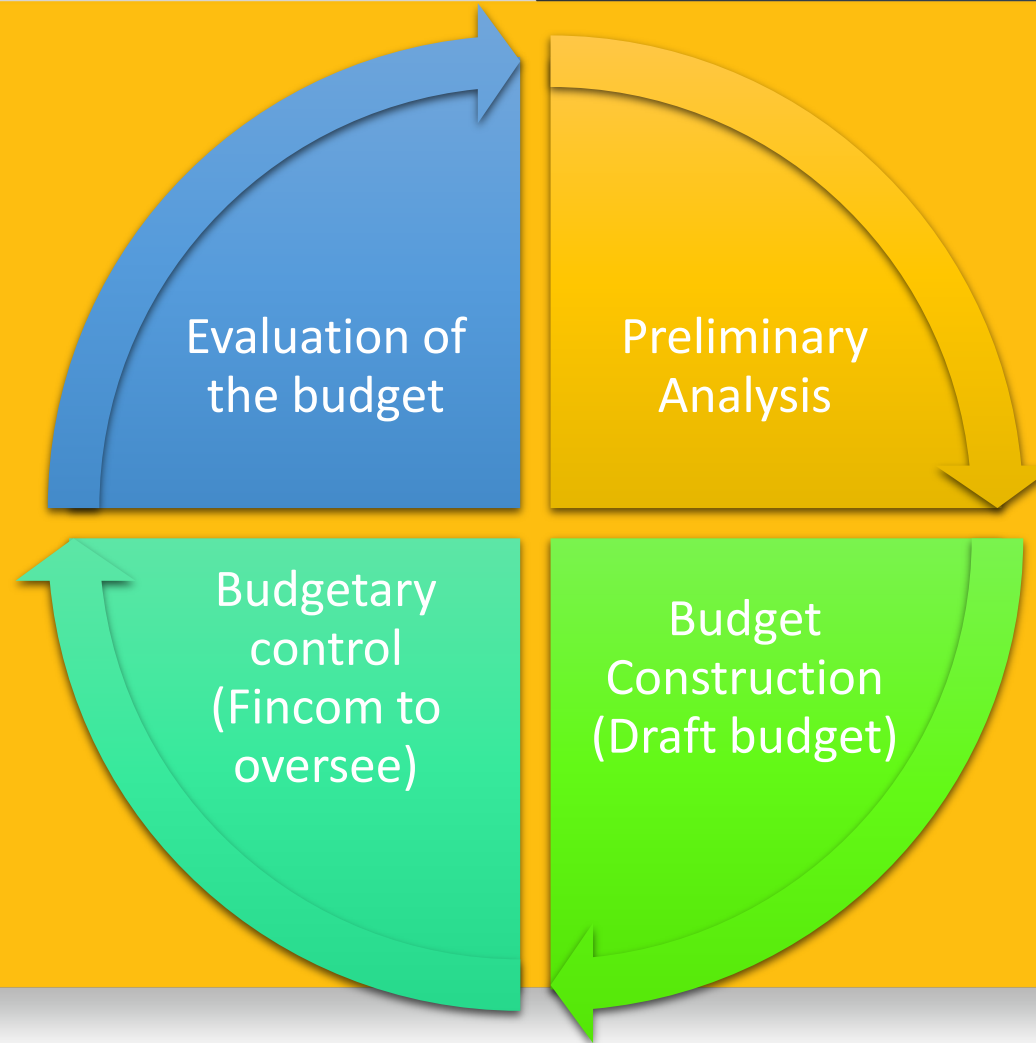 Evaluation of
the budget
Preliminary
Analysis
Budgetary
control
(Fincom to
oversee)
Budget
Construction
(Draft budget)